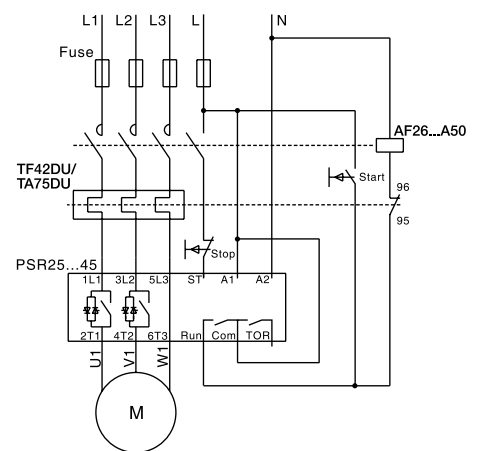 L1 L2 L3 L N
Fuse
AF26...A50
TF42DU/
TA75DU
Start
96
95
Stop
PSR25...45
1L1 3L2 5L3 ST A1 A2
2T1 4T2 6T3 Run Com TOR
U1 V1 W1
M